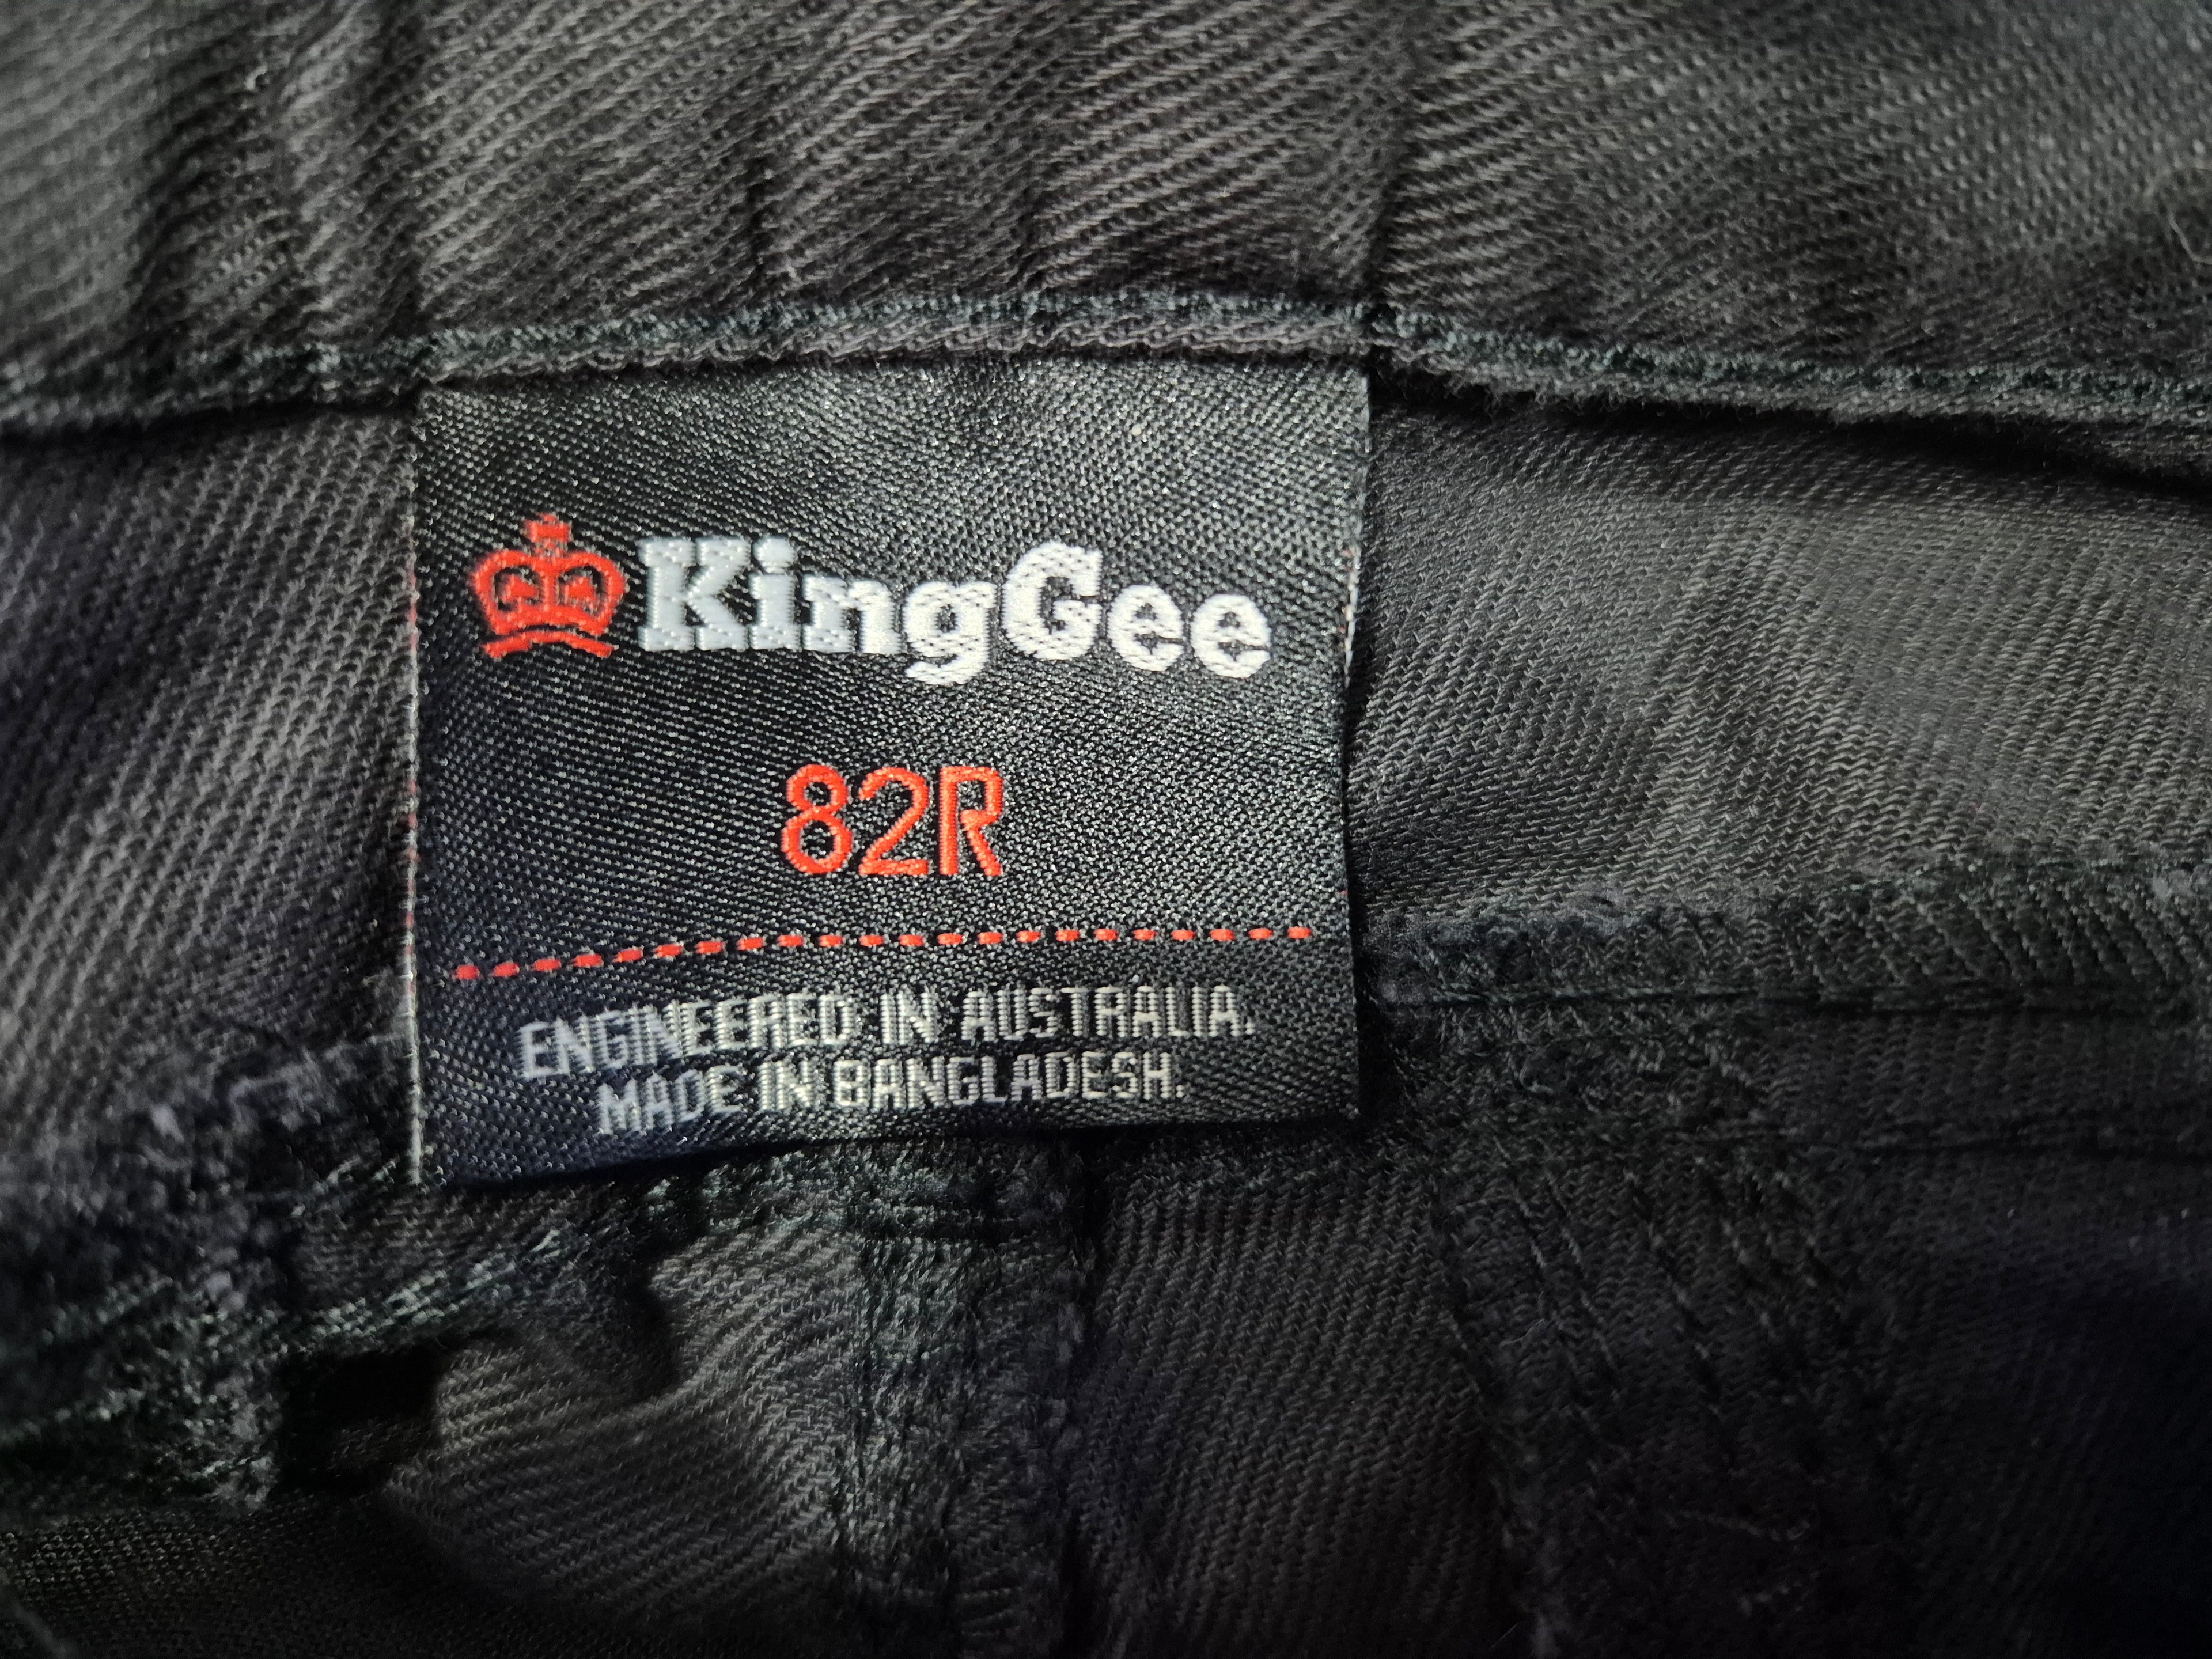 KingGee
82R
ENGINEERED IN AUSTRALIA.
MADE IN BANGLADESH.